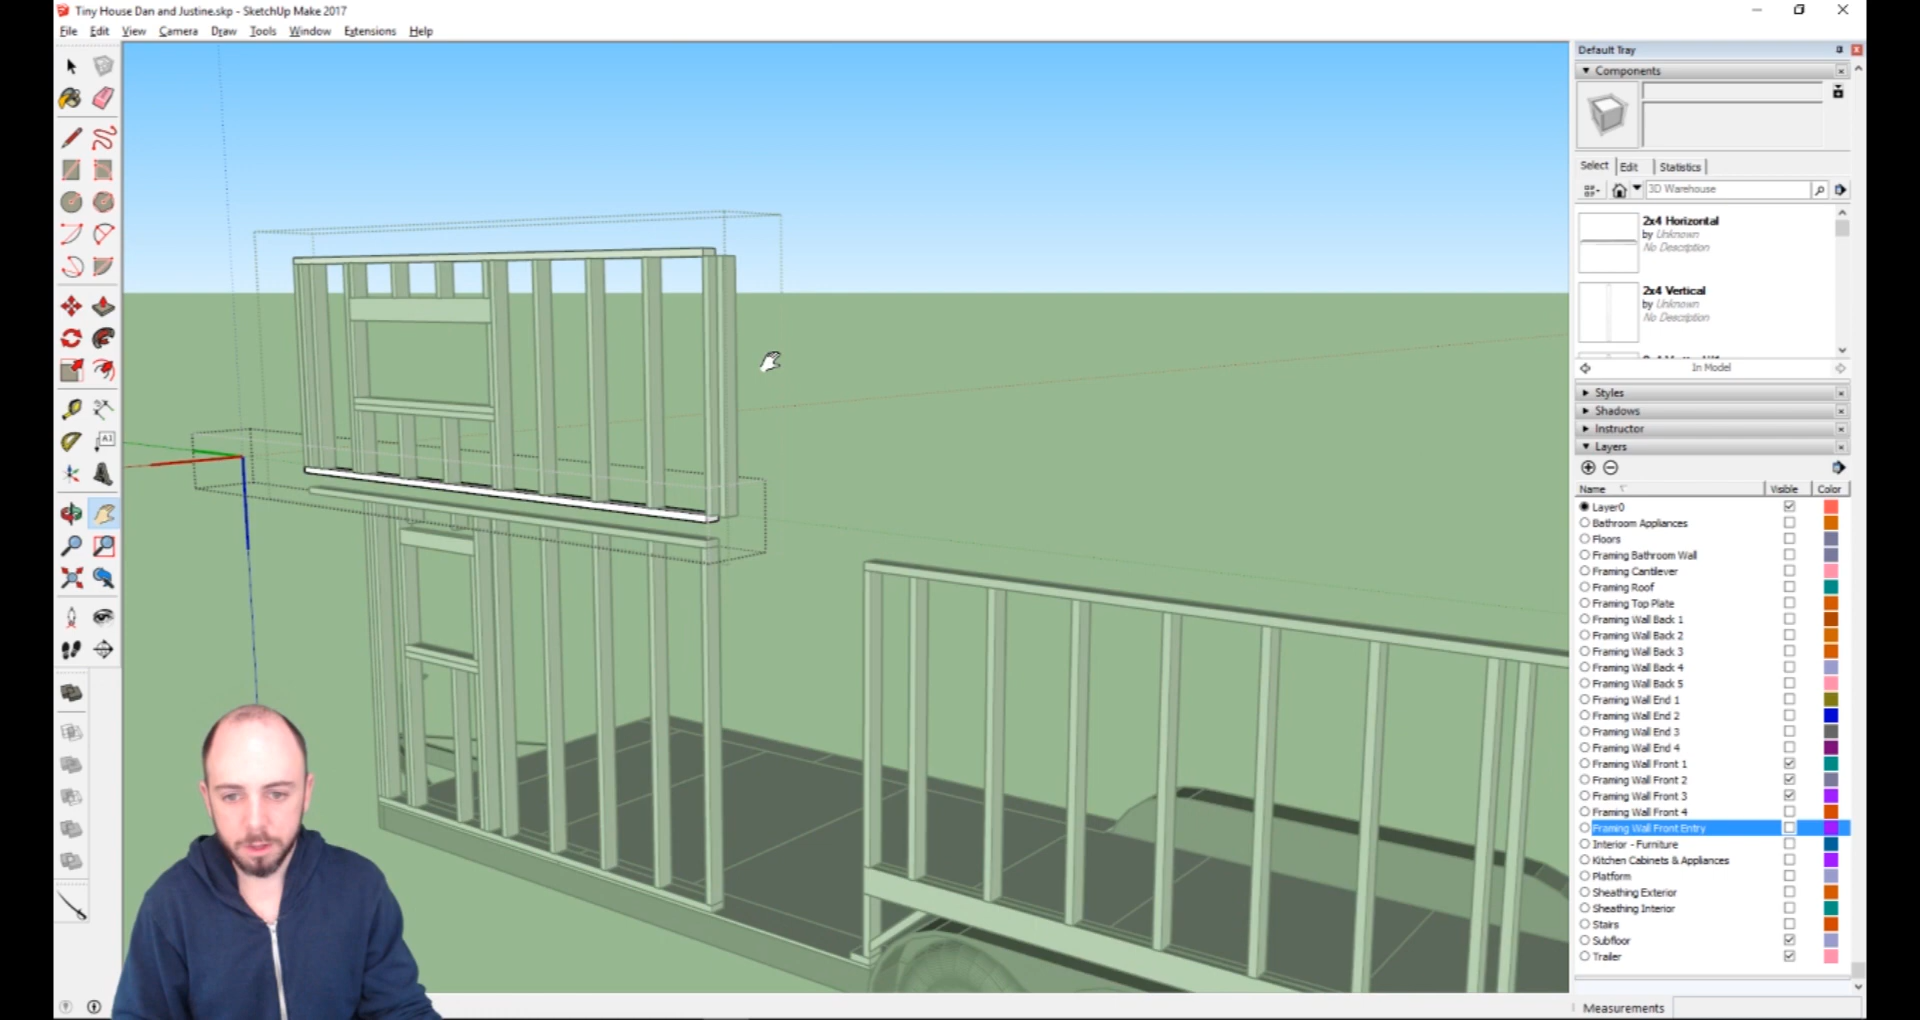 Tiny House Dan and Justine.skp - SketchUp Make 2017
File Edit View Camera Draw Tools Window Extensions Help
Default Tray
Components
Select Edit Statistics
3D Warehouse
2x4 Horizontal
by Unknown
No Description
2x4 Vertical
by Unknown
No Description
In Model
Styles
Shadows
Instructor
Layers
Name Visible Color
Layer0
Bathroom Appliances
Floors
Framing Bathroom Wall
Framing Cantilever
Framing Roof
Framing Top Plate
Framing Wall Back 1
Framing Wall Back 2
Framing Wall Back 3
Framing Wall Back 4
Framing Wall Back 5
Framing Wall End 1
Framing Wall End 2
Framing Wall End 3
Framing Wall End 4
Framing Wall Front 1
Framing Wall Front 2
Framing Wall Front 3
Framing Wall Front 4
Framing Wall Front Entry
Interior - Furniture
Kitchen Cabinets & Appliances
Platform
Sheathing Exterior
Sheathing Interior
Stairs
Subfloor
Trailer
Measurements